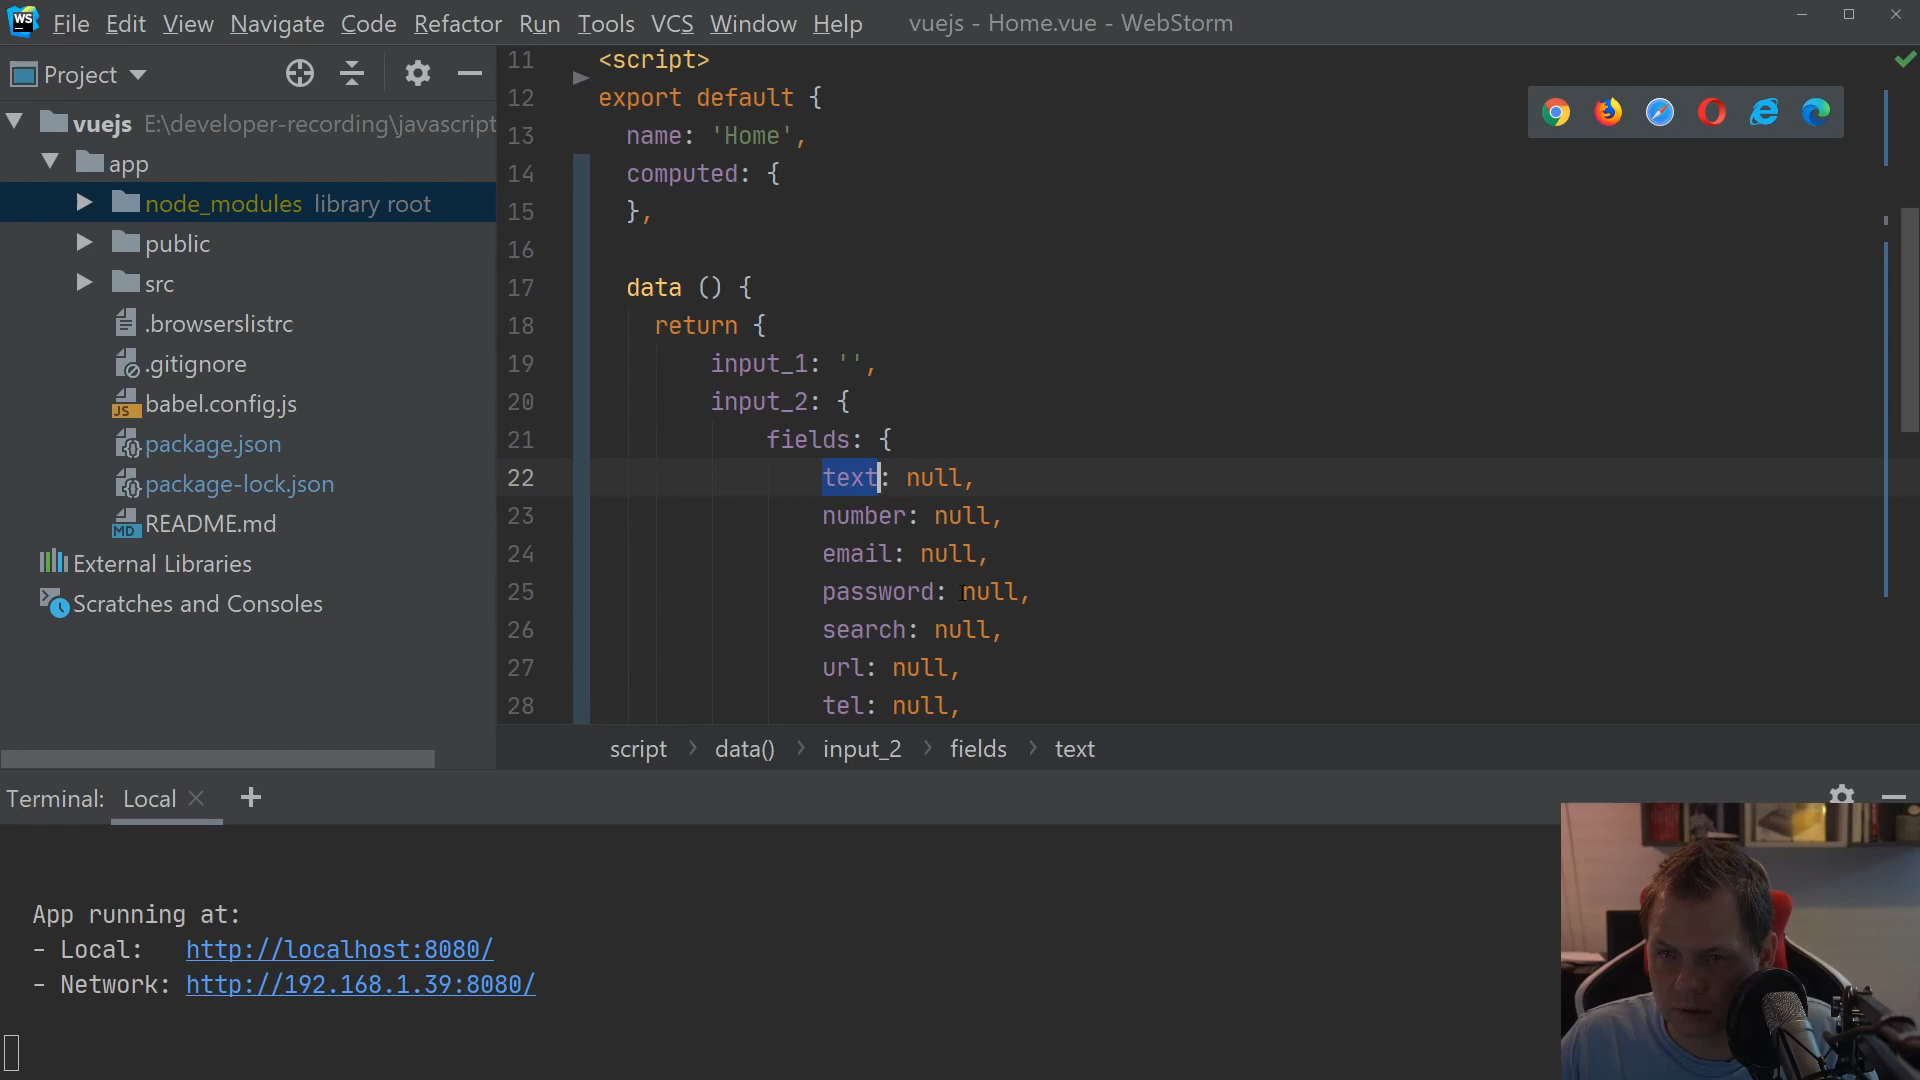 WS File Edit View Navigate Code Refactor Run Tools VCS Window Help vuejs - Home.vue - WebStorm
Project
vuejs E:\developer-recording\javascript
app
node_modules library root
public
src
.browserslistrc
.gitignore
JS babel.config.js
package.json
package-lock.json
MD README.md
External Libraries
Scratches and Consoles
11 <script>
12 export default {
13 name: 'Home',
14 computed: {
15 },
16
17 data () {
18 return {
19 input_1: '',
20 input_2: {
21 fields: {
22 text: null,
23 number: null,
24 email: null,
25 password: null,
26 search: null,
27 url: null,
28 tel: null,
script > data() > input_2 > fields > text
Terminal: Local × +
App running at:
- Local: http://localhost:8080/
- Network: http://192.168.1.39:8080/